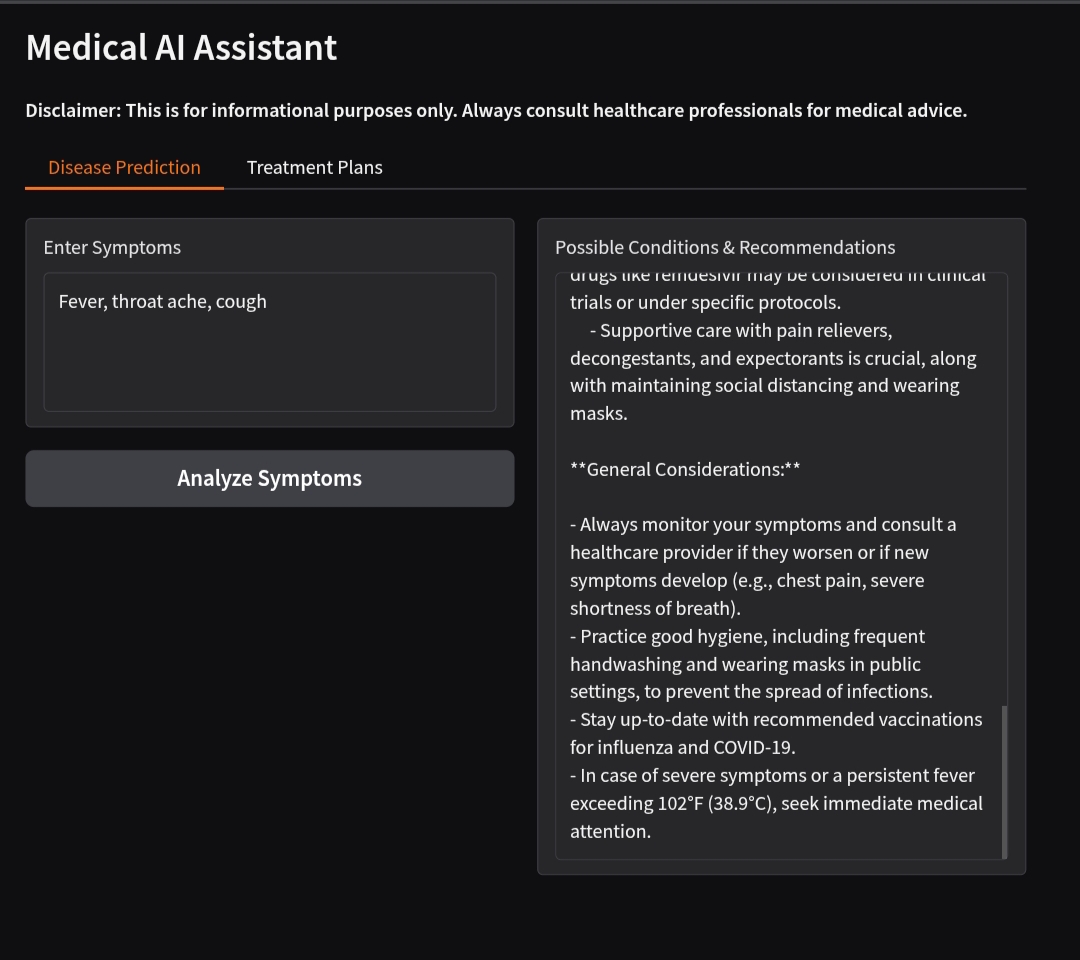 Medical AI Assistant
Disclaimer: This is for informational purposes only. Always consult healthcare professionals for medical advice.
Disease Prediction
Treatment Plans
Enter Symptoms
Fever, throat ache, cough
Analyze Symptoms
Possible Conditions & Recommendations
drugs like remdesivir may be considered in clinical
trials or under specific protocols.
- Supportive care with pain relievers,
decongestants, and expectorants is crucial, along
with maintaining social distancing and wearing
masks.
**General Considerations:**
- Always monitor your symptoms and consult a
healthcare provider if they worsen or if new
symptoms develop (e.g., chest pain, severe
shortness of breath).
- Practice good hygiene, including frequent
handwashing and wearing masks in public
settings, to prevent the spread of infections.
- Stay up-to-date with recommended vaccinations
for influenza and COVID-19.
- In case of severe symptoms or a persistent fever
exceeding 102°F (38.9°C), seek immediate medical
attention.